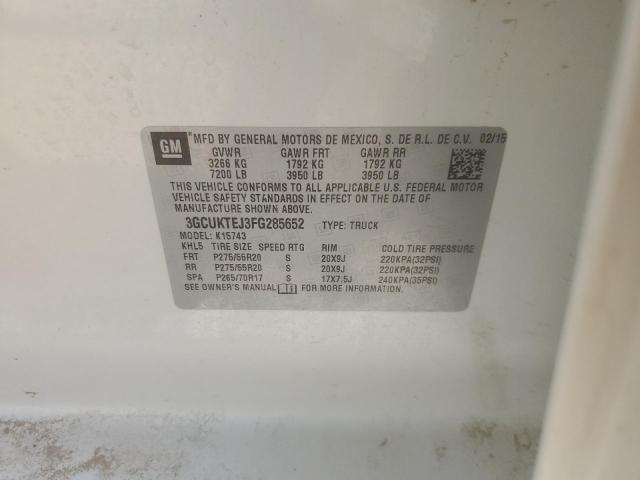 GM ®MFD BY GENERAL MOTORS DE MEXICO, S. DE R.L. DE C.V. 02/15
GVWR GAWR FRT GAWR RR
3266 KG 1792 KG 1792 KG
7200 LB 3950 LB 3950 LB
THIS VEHICLE CONFORMS TO ALL APPLICABLE U.S. FEDERAL MOTOR
VEHICLE SAFETY STANDARDS IN EFFECT ON THE DATE OF
MANUFACTURE SHOWN ABOVE.
3GCUKTEJ3FG285652 TYPE: TRUCK
MODEL: K15743
KHL5 TIRE SIZE SPEED RTG RIM COLD TIRE PRESSURE
FRT P275/55R20 S 20X9J 220KPA(32PSI)
RR P275/55R20 S 20X9J 220KPA(32PSI)
SPA P265/70R17 S 17X7.5J 240KPA(35PSI)
SEE OWNER'S MANUAL FOR MORE INFORMATION.